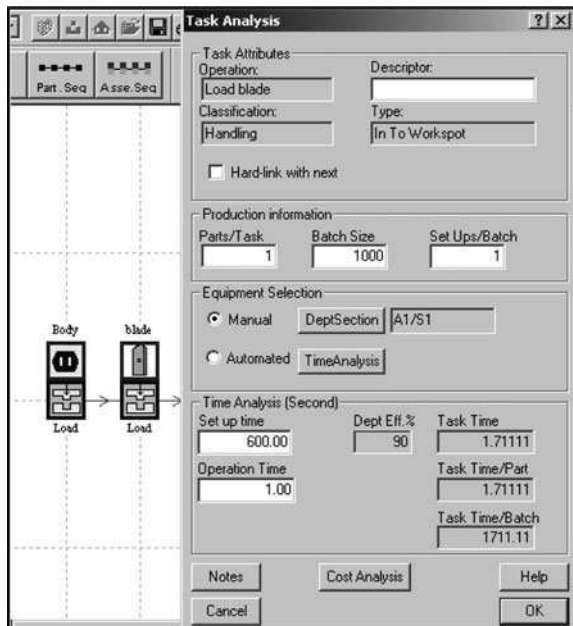 Task Analysis
Part.Seq Asse.Seq
Body blade
Load Load
Task Attributes
Operation: Descriptor:
Load blade
Classification: Type:
Handling In To Workspot
Hard-link with next
Production information
Parts/Task Batch Size Set Ups/Batch
1 1000 1
Equipment Selection
Manual DeptSection A1/S1
Automated TimeAnalysis
Time Analysis (Second)
Set up time Dept Eff.% Task Time
600.00 90 1.71111
Operation Time Task Time/Part
1.00 1.71111
Task Time/Batch
1711.11
Notes Cost Analysis Help
Cancel OK